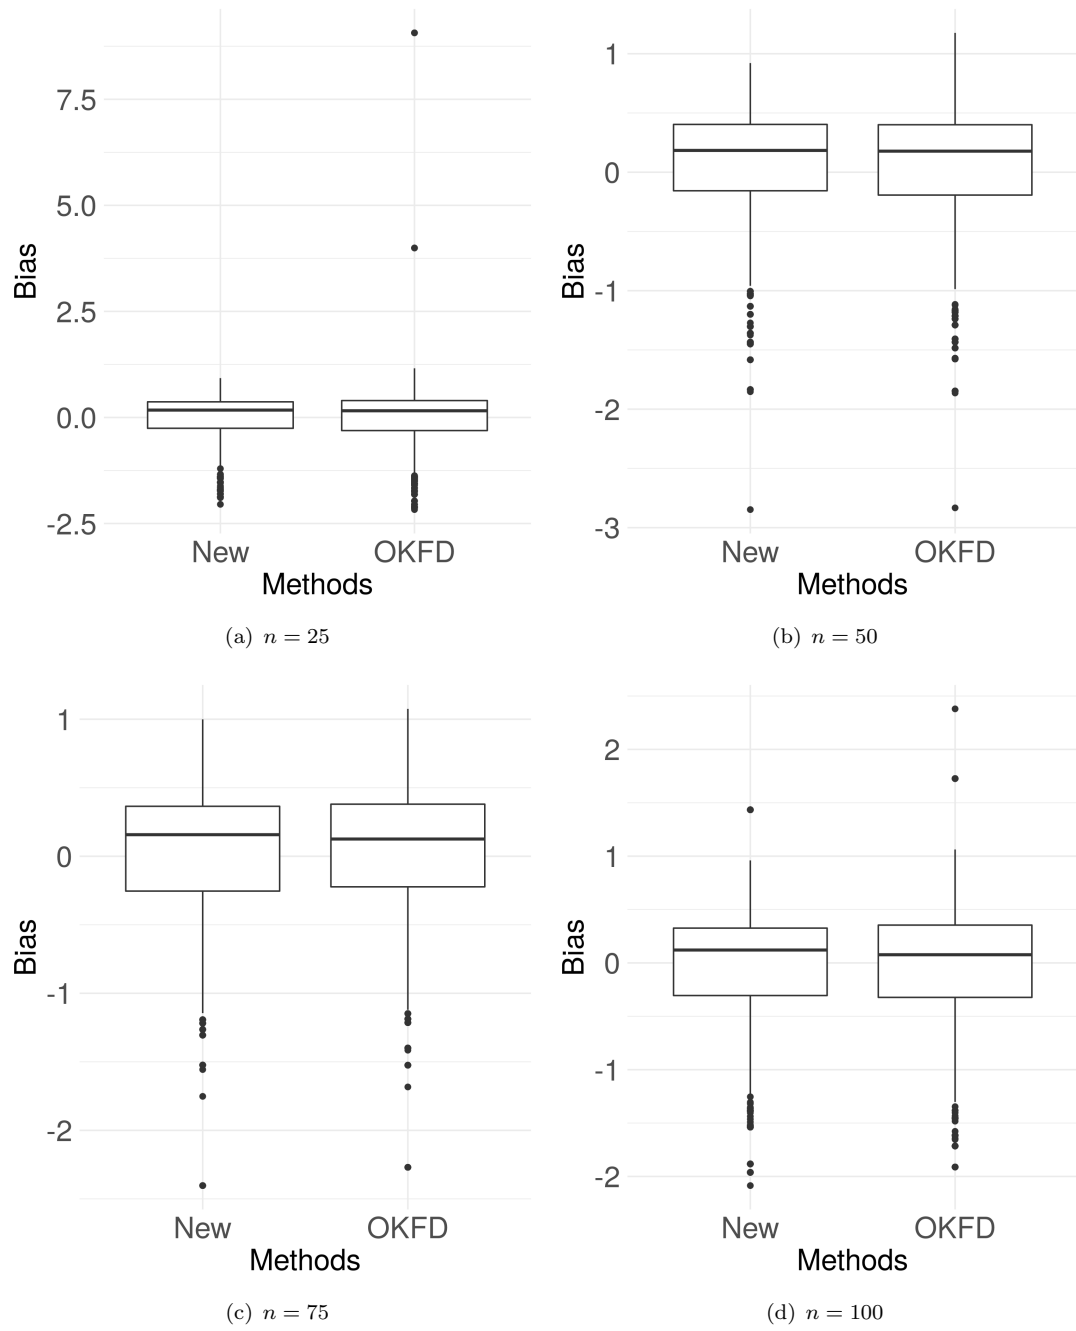 7.5
5.0
2.5
0.0
-2.5
Bias
New OKFD
Methods
(a) n = 25
1
0
-1
-2
-3
Bias
New OKFD
Methods
(b) n = 50
1
0
-1
-2
Bias
New OKFD
Methods
(c) n = 75
2
1
0
-1
-2
Bias
New OKFD
Methods
(d) n = 100